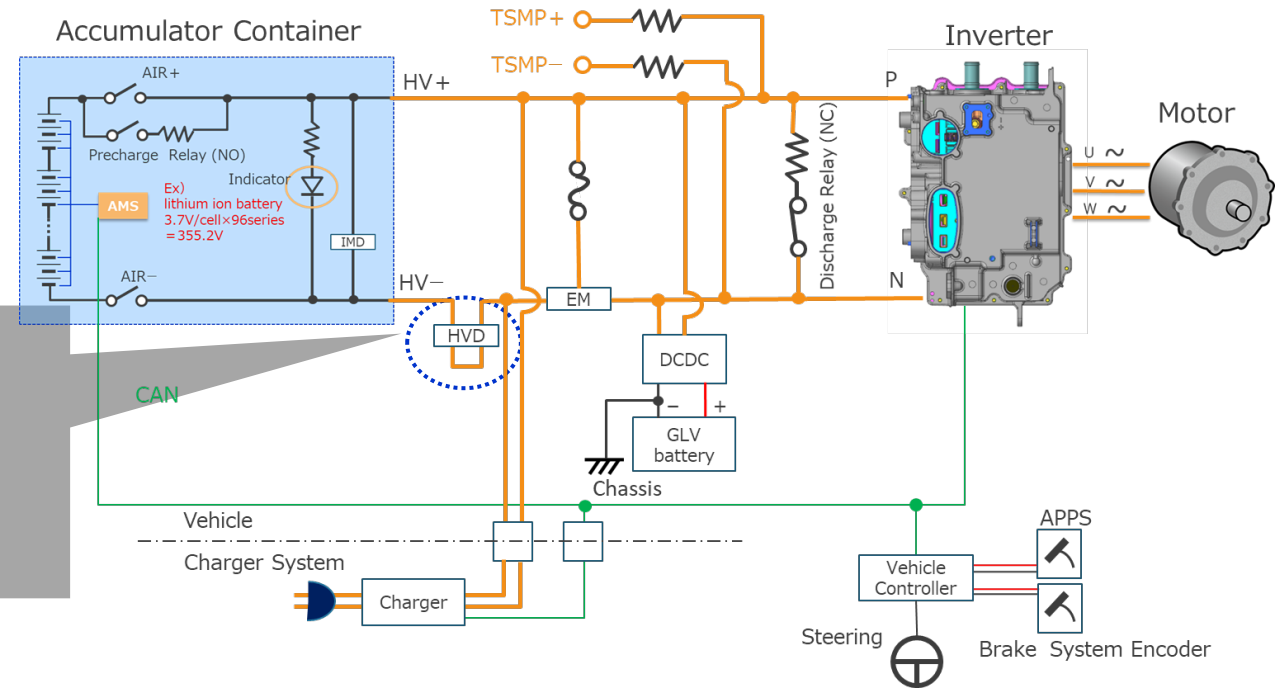 TSMP+
Accumulator Container
TSMP−
Inverter
AIR+
HV+
P
Motor
Precharge Relay (NO)
Discharge Relay (NC)
U ~
Indicator
V ~
AMS
Ex)
lithium ion battery
3.7V/cell×96series
=355.2V
W ~
IMD
AIR−
HV−
N
EM
HVD
DCDC
CAN
− +
GLV
battery
Chassis
Vehicle
APPS
Charger System
Vehicle
Controller
Charger
Steering
Brake System Encoder